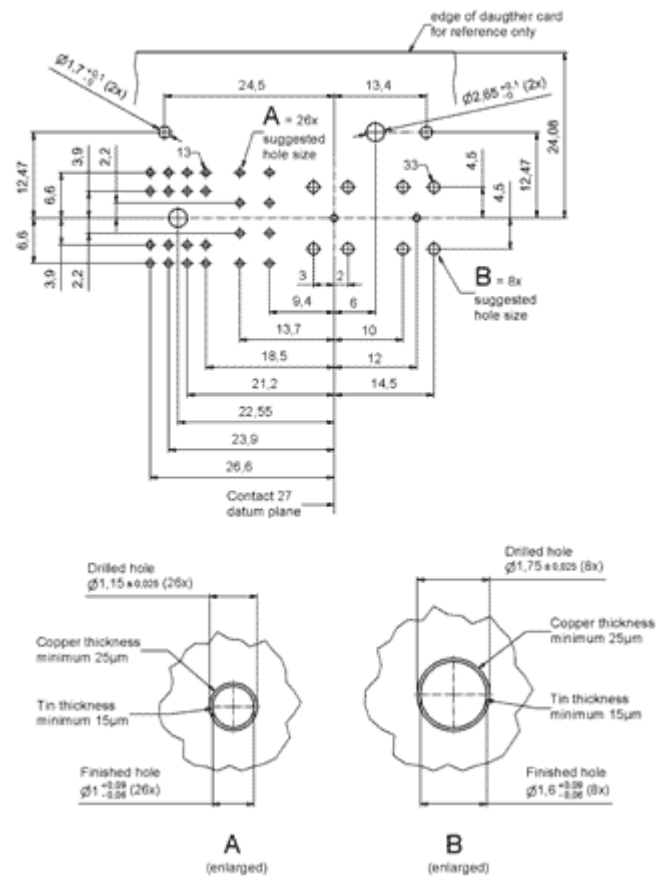 edge of daugther card
for reference only
Ø1,7 +0,1 -0 (2x)
24,5
13,4
Ø2,65 +0,1 -0 (2x)
24,08
A = 26x
suggested
hole size
13
33
12,47
3,9
2,2
6,6
4,5
12,47
4,5
6,6
3,9
2,2
3
2
B = 8x
suggested
hole size
9,4
6
13,7
10
18,5
12
21,2
14,5
22,55
23,9
26,6
Contact 27
datum plane
Drilled hole
Ø1,15 ±0,025 (26x)
Copper thickness
minimum 25µm
Tin thickness
minimum 15µm
Finished hole
Ø1 +0,09 -0,06 (26x)
A
(enlarged)
Drilled hole
Ø1,75 ±0,025 (8x)
Copper thickness
minimum 25µm
Tin thickness
minimum 15µm
Finished hole
Ø1,6 +0,09 -0,06 (8x)
B
(enlarged)